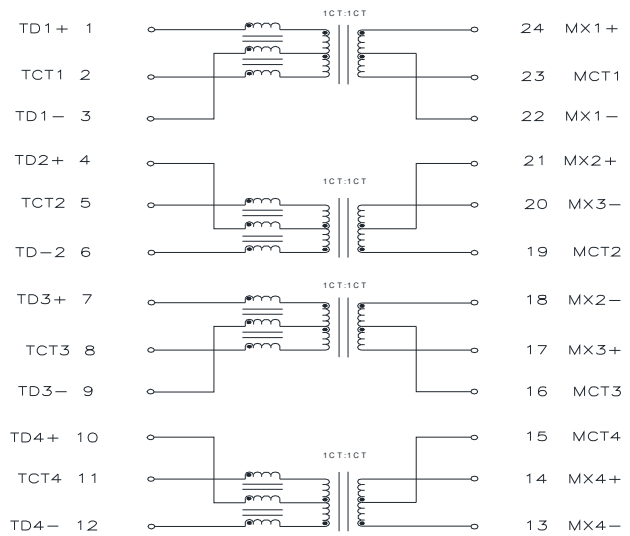 1CT:1CT
TD1+ 1 24 MX1+
TCT1 2 23 MCT1
TD1− 3 22 MX1−
TD2+ 4 21 MX2+
1CT:1CT
TCT2 5 20 MX3−
TD−2 6 19 MCT2
1CT:1CT
TD3+ 7 18 MX2−
TCT3 8 17 MX3+
TD3− 9 16 MCT3
TD4+ 10 15 MCT4
1CT:1CT
TCT4 11 14 MX4+
TD4− 12 13 MX4−